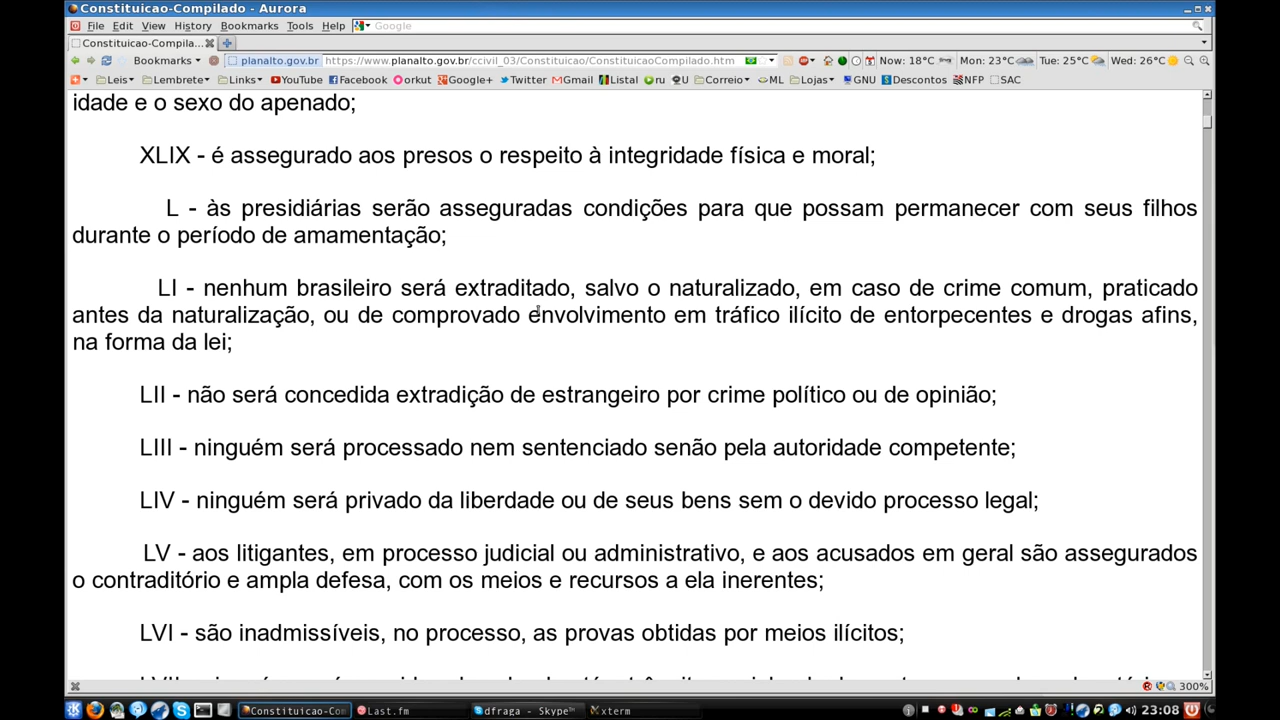 Constituicao-Compilado - Aurora
File Edit View History Bookmarks Tools Help Google
Constituicao-Compila...
Bookmarks planalto.gov.br https://www.planalto.gov.br/ccivil_03/Constituicao/ConstituicaoCompilado.htm Now: 18°C Mon: 23°C Tue: 25°C Wed: 26°C
Leis Lembrete Links YouTube Facebook orkut Google+ Twitter Gmail Listal ru U Correio ML Lojas GNU Descontos NFP SAC
idade e o sexo do apenado;
XLIX - é assegurado aos presos o respeito à integridade física e moral;
L - às presidiárias serão asseguradas condições para que possam permanecer com seus filhos
durante o período de amamentação;
LI - nenhum brasileiro será extraditado, salvo o naturalizado, em caso de crime comum, praticado
antes da naturalização, ou de comprovado envolvimento em tráfico ilícito de entorpecentes e drogas afins,
na forma da lei;
LII - não será concedida extradição de estrangeiro por crime político ou de opinião;
LIII - ninguém será processado nem sentenciado senão pela autoridade competente;
LIV - ninguém será privado da liberdade ou de seus bens sem o devido processo legal;
LV - aos litigantes, em processo judicial ou administrativo, e aos acusados em geral são assegurados
o contraditório e ampla defesa, com os meios e recursos a ela inerentes;
LVI - são inadmissíveis, no processo, as provas obtidas por meios ilícitos;
300%
Constituicao-Com Last.fm dfraga - Skype™ xterm 23:08